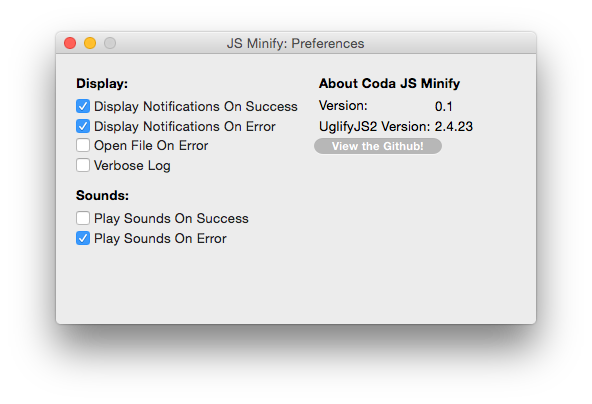 JS Minify: Preferences
Display:
Display Notifications On Success
Display Notifications On Error
Open File On Error
Verbose Log
Sounds:
Play Sounds On Success
Play Sounds On Error
About Coda JS Minify
Version: 0.1
UglifyJS2 Version: 2.4.23
View the Github!